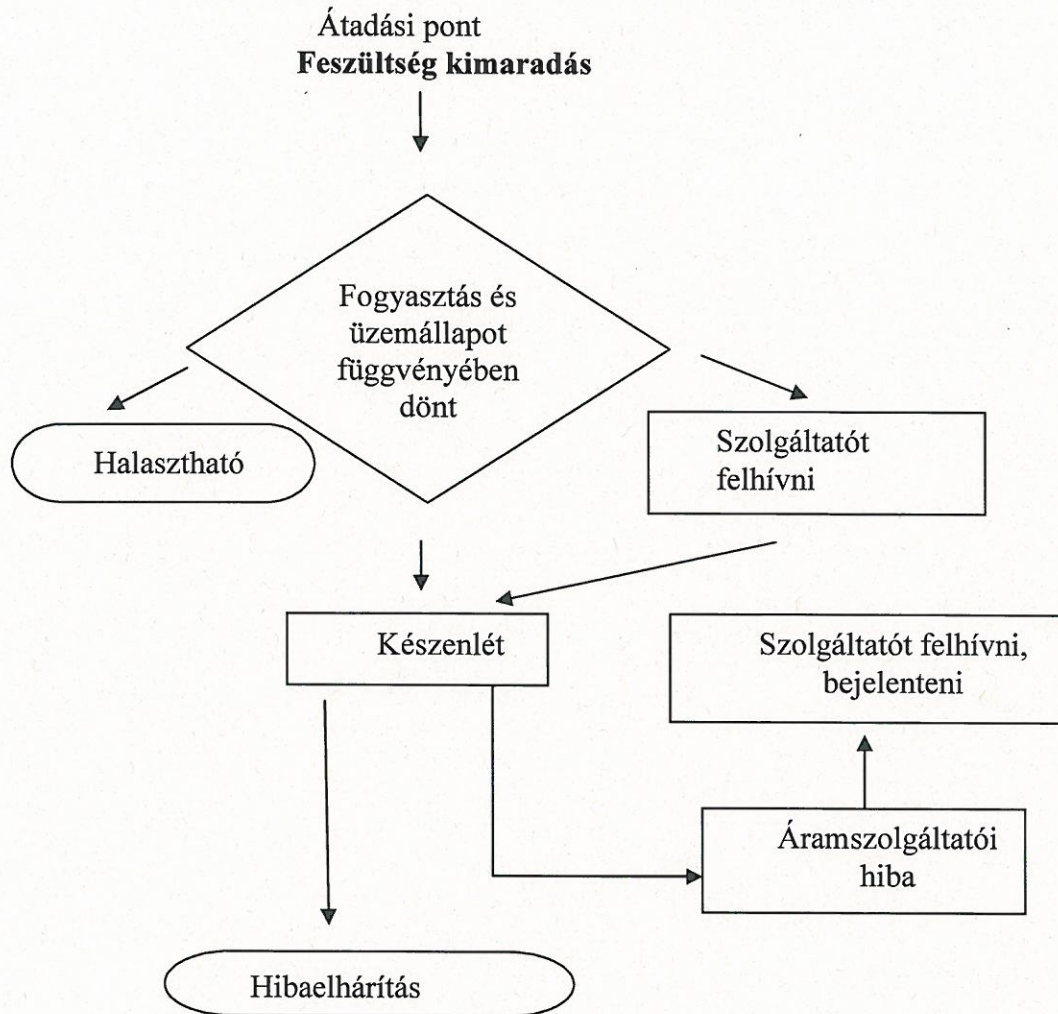 Átadási pont
Feszültség kimaradás
Fogyasztás és
üzemállapot
függvényében
dönt
Halasztható
Szolgáltatót
felhívni
Készenlét
Szolgáltatót felhívni,
bejelenteni
Áramszolgáltatói
hiba
Hibaelhárítás